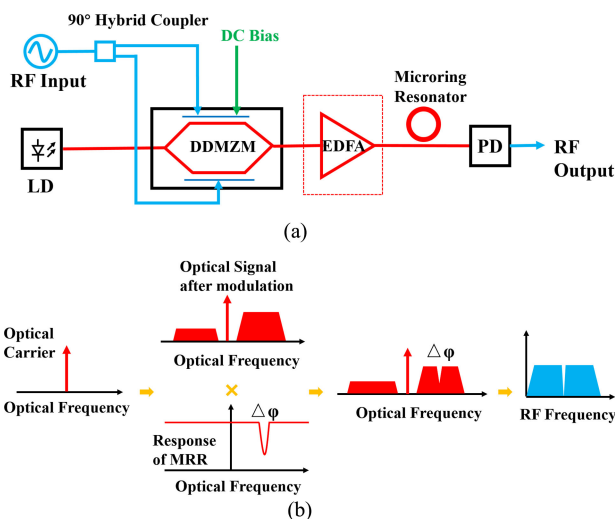 90° Hybrid Coupler
DC Bias
RF Input
Microring
Resonator
DDMZM
EDFA
PD
LD
RF
Output
(a)
Optical Signal
after modulation
Optical
Carrier
Optical Frequency
Optical Frequency
△φ
Optical Frequency
RF Frequency
△φ
Response
of MRR
Optical Frequency
(b)